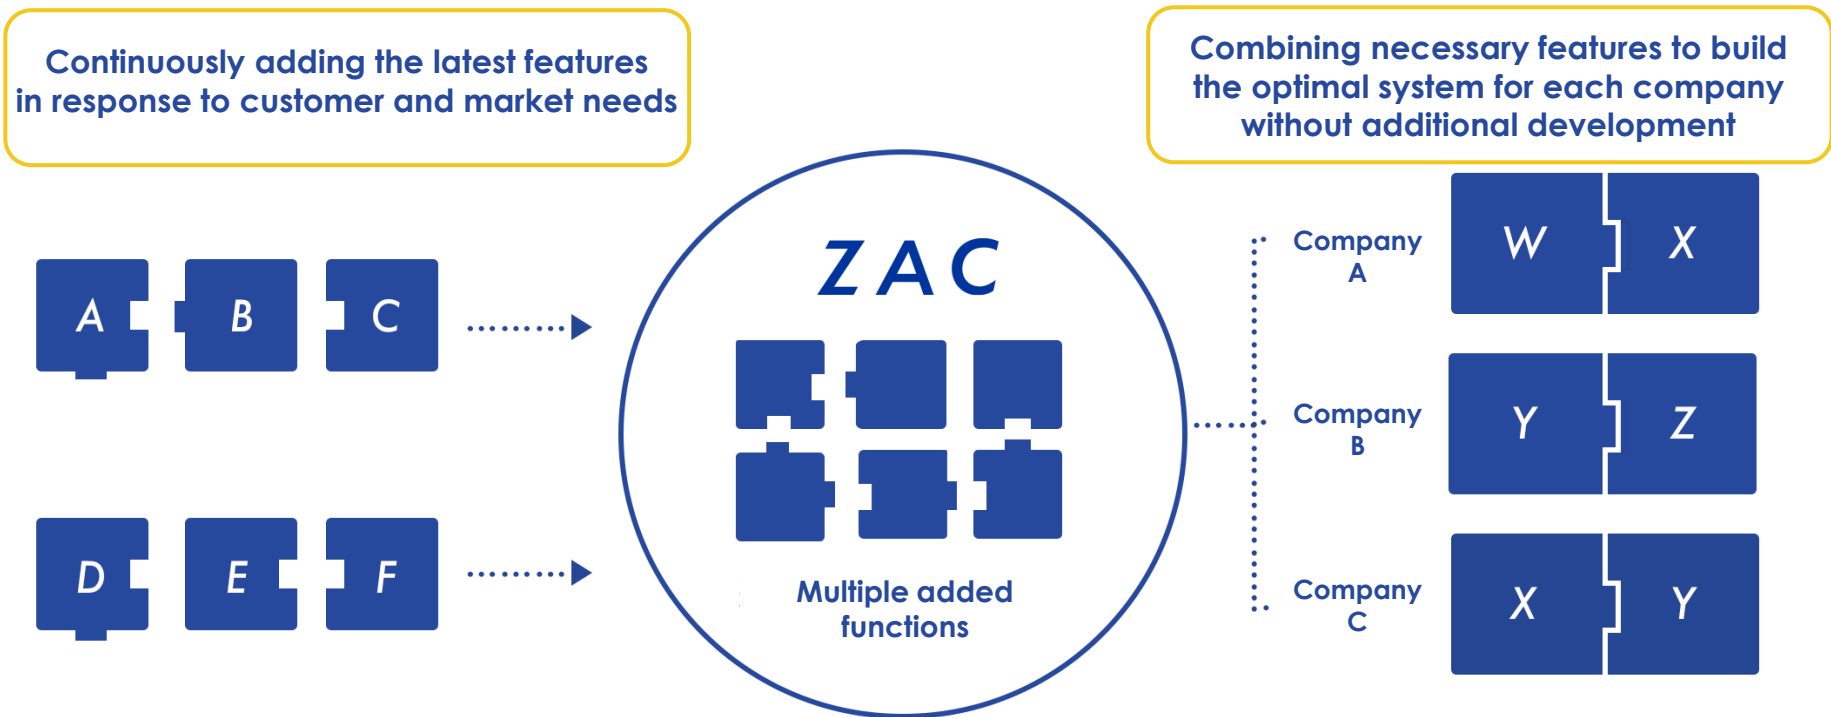 Continuously adding the latest features
in response to customer and market needs
A
B
C
D
E
F
ZAC
Multiple added
functions
Combining necessary features to build
the optimal system for each company
without additional development
Company
A
W
X
Company
B
Y
Z
Company
C
X
Y